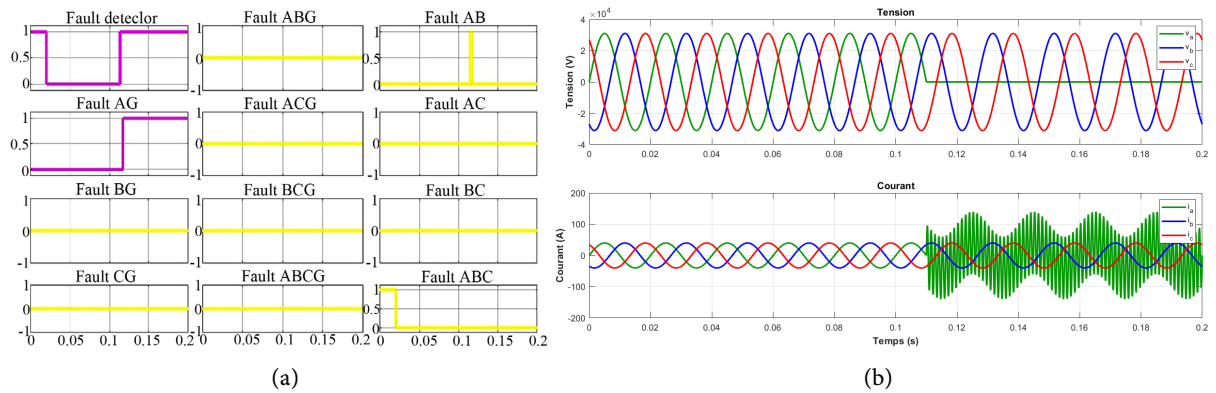 Fault deteclor
Fault ABG
Fault AB
1
0.5
0
1
0
-1
1
0.5
0
Fault AG
Fault ACG
Fault AC
1
0.5
0
1
0
-1
1
0
-1
Fault BG
Fault BCG
Fault BC
1
0
-1
1
0
-1
1
0
-1
Fault CG
Fault ABCG
Fault ABC
1
0
-1
1
0
-1
1
0.5
0
0 0.05 0.1 0.15 0.2
0 0.05 0.1 0.15 0.2
0 0.05 0.1 0.15 0.2
(a)
Tension
×10⁴
4
2
0
-2
-4
Tension (V)
v_a
v_b
v_c
0 0.02 0.04 0.06 0.08 0.1 0.12 0.14 0.16 0.18 0.2
Courant
200
100
0
-100
-200
Courant (A)
i_a
i_b
i_c
0 0.02 0.04 0.06 0.08 0.1 0.12 0.14 0.16 0.18 0.2
Temps (s)
(b)